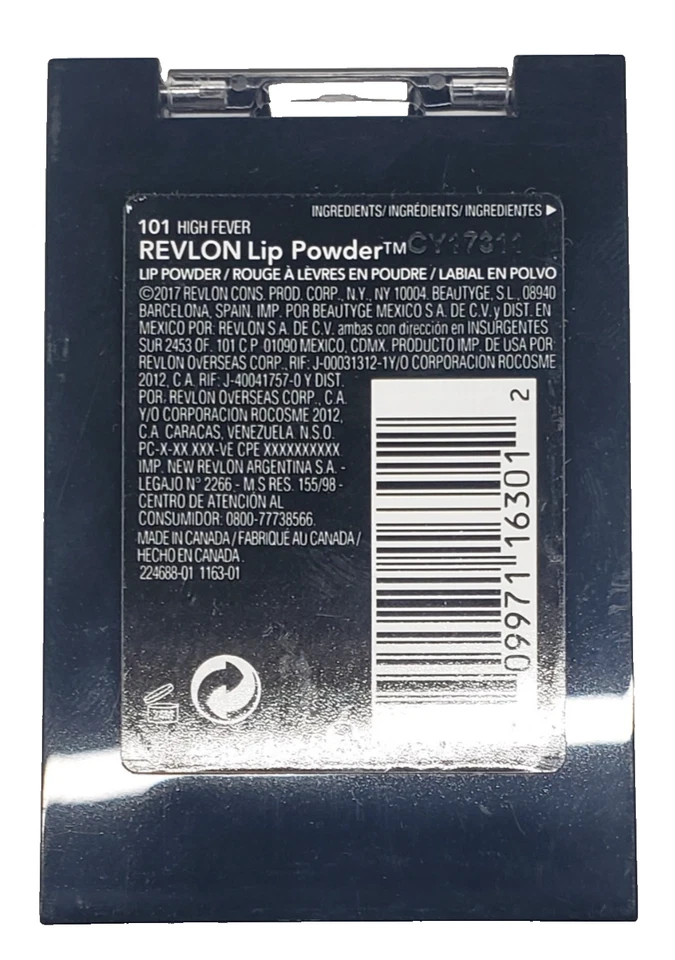 INGREDIENTS/ INGRÉDIENTS/ INGREDIENTES ▶
101 HIGH FEVER
REVLON Lip Powder™
LIP POWDER / ROUGE À LÈVRES EN POUDRE / LABIAL EN POLVO
©2017 REVLON CONS. PROD. CORP., N.Y., NY 10004. BEAUTYGE, S.L., 08940
BARCELONA, SPAIN. IMP. POR BEAUTYGE MEXICO S.A. DE C.V. y DIST. EN
MEXICO POR: REVLON S.A. DE C.V. ambas con dirección en INSURGENTES
SUR 2453 OF. 101 C.P. 01090 MEXICO, CDMX. PRODUCTO IMP. DE USA POR
REVLON OVERSEAS CORP., RIF: J-00031312-1Y/O CORPORACION ROCOSME
2012, C.A. RIF: J-40041757-0 Y DIST.
POR: REVLON OVERSEAS CORP., C.A.
Y/O CORPORACION ROCOSME 2012,
C.A. CARACAS, VENEZUELA. N.S.O.
PC-X-XX XXX-VE CPE XXXXXXXXXX.
IMP. NEW REVLON ARGENTINA S.A. -
LEGAJO N° 2266 - M.S RES. 155/98 -
CENTRO DE ATENCIÓN AL
CONSUMIDOR: 0800-77738566.
MADE IN CANADA / FABRIQUÉ AU CANADA /
HECHO EN CANADA.
224688-01 1163-01
09971 16301 2